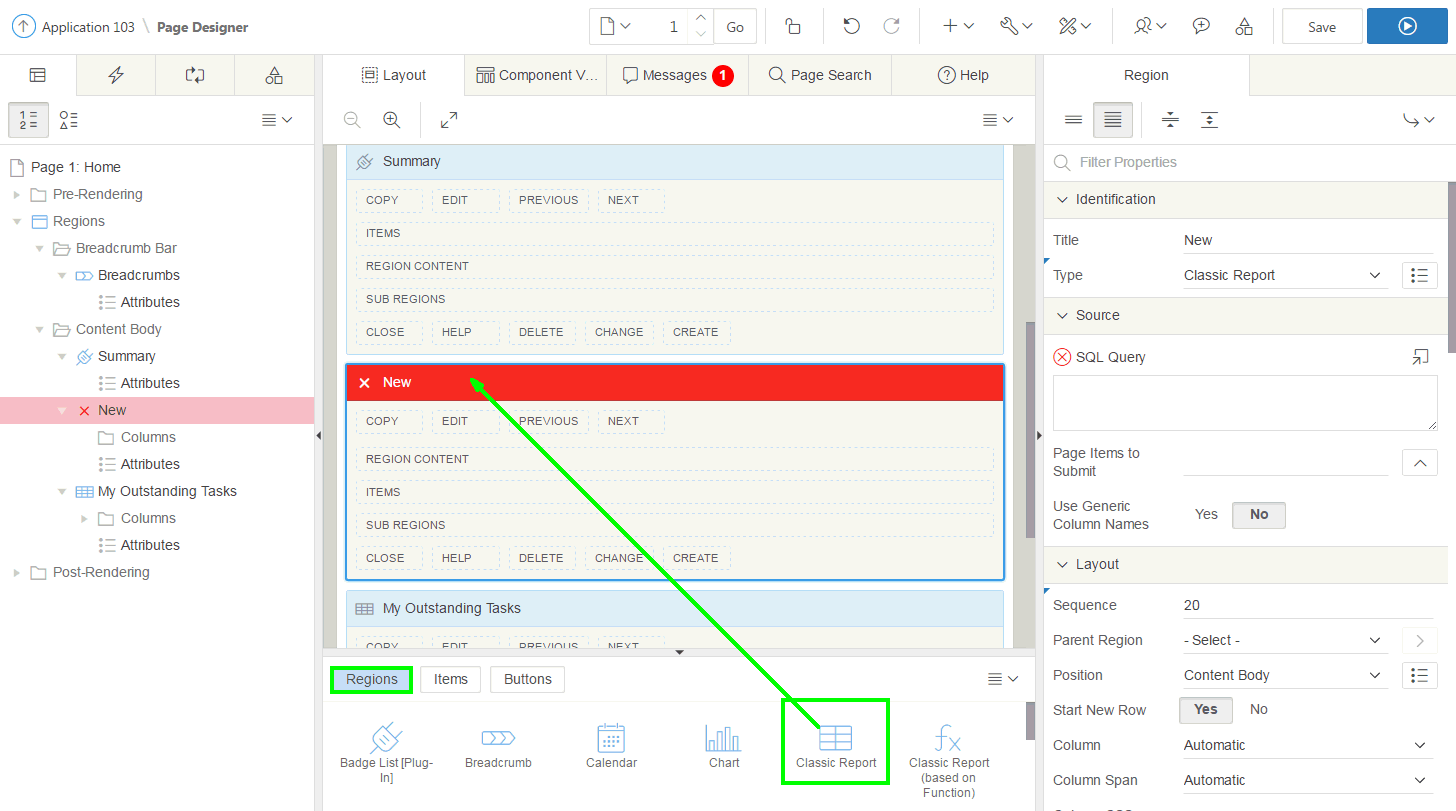 Application 103 \ Page Designer
1
Go
Save
Layout
Component V...
Messages 1
Page Search
Help
Region
1
2
Page 1: Home
Pre-Rendering
Regions
Breadcrumb Bar
Breadcrumbs
Attributes
Content Body
Summary
Attributes
New
Columns
Attributes
My Outstanding Tasks
Columns
Attributes
Post-Rendering
Summary
COPY EDIT PREVIOUS NEXT
ITEMS
REGION CONTENT
SUB REGIONS
CLOSE HELP DELETE CHANGE CREATE
New
COPY EDIT PREVIOUS NEXT
REGION CONTENT
ITEMS
SUB REGIONS
CLOSE HELP DELETE CHANGE CREATE
My Outstanding Tasks
COPY EDIT PREVIOUS NEXT
Regions Items Buttons
Badge List [Plug-
In]
Breadcrumb
Calendar
Chart
Classic Report
Classic Report
(based on
Function)
Filter Properties
Identification
Title New
Type Classic Report
Source
SQL Query
Page Items to
Submit
Use Generic
Column Names
Yes No
Layout
Sequence 20
Parent Region - Select -
Position Content Body
Start New Row Yes No
Column Automatic
Column Span Automatic